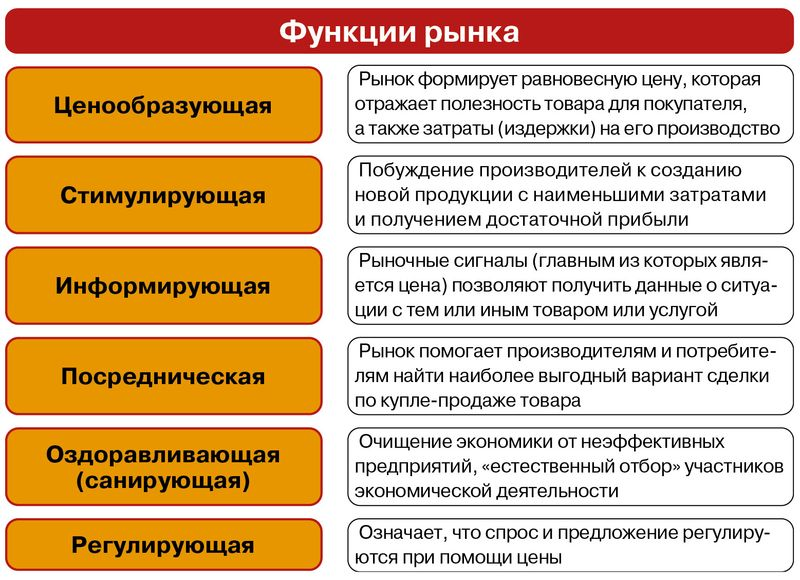 Функции рынка
Ценообразующая
Рынок формирует равновесную цену, которая
отражает полезность товара для покупателя,
а также затраты (издержки) на его производство
Стимулирующая
Побуждение производителей к созданию
новой продукции с наименьшими затратами
и получением достаточной прибыли
Информирующая
Рыночные сигналы (главным из которых явля-
ется цена) позволяют получить данные о ситуа-
ции с тем или иным товаром или услугой
Посредническая
Рынок помогает производителям и потребите-
лям найти наиболее выгодный вариант сделки
по купле-продаже товара
Оздоравливающая
(санирующая)
Очищение экономики от неэффективных
предприятий, «естественный отбор» участников
экономической деятельности
Регулирующая
Означает, что спрос и предложение регулиру-
ются при помощи цены